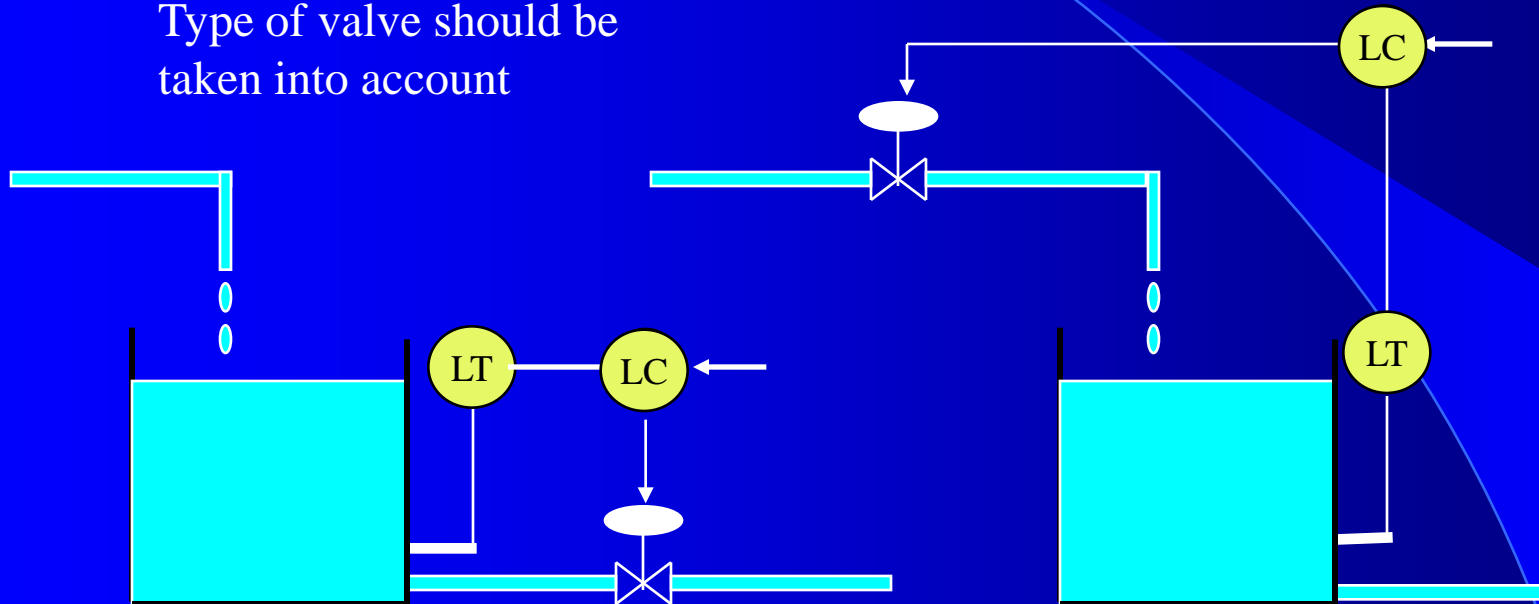 Type of valve should be
taken into account
LC
LT
LC
LT